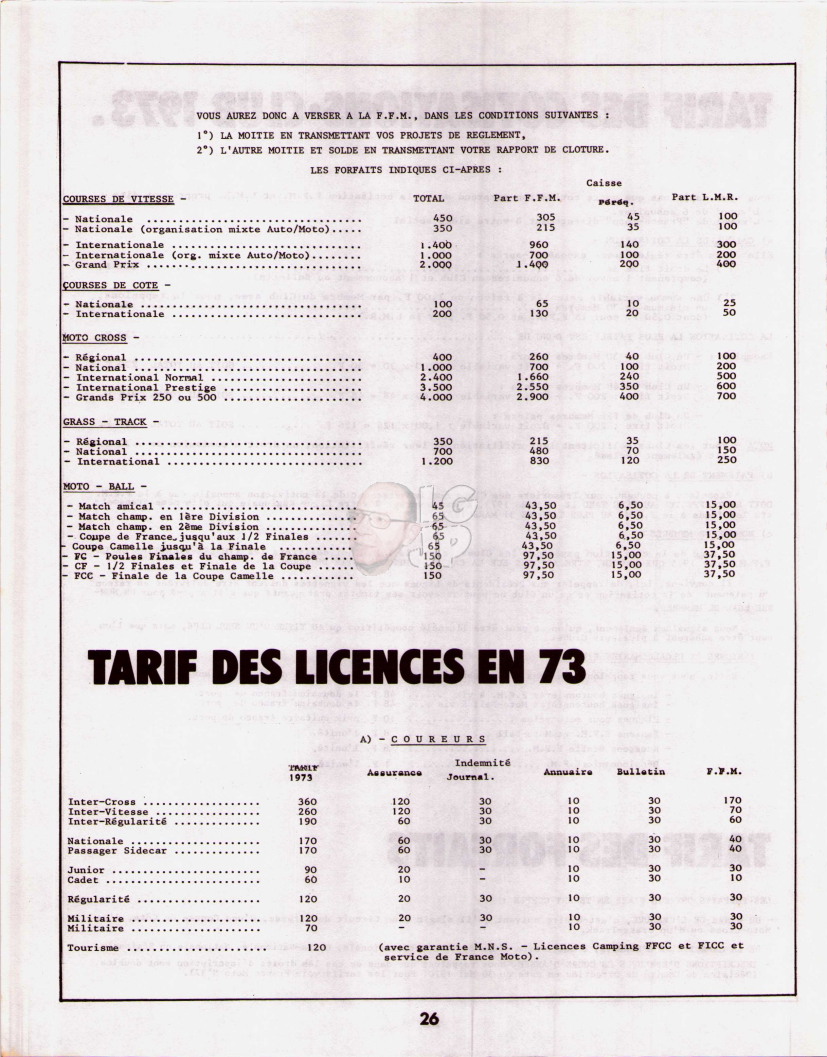 VOUS AUREZ DONC A VERSER A LA F.F.M., DANS LES CONDITIONS SUIVANTES :
1°) LA MOITIE EN TRANSMETTANT VOS PROJETS DE REGLEMENT,
2°) L'AUTRE MOITIE ET SOLDE EN TRANSMETTANT VOTRE RAPPORT DE CLOTURE.
LES FORFAITS INDIQUES CI-APRES :
COURSES DE VITESSE - TOTAL Part F.F.M. Caisse Péréq. Part L.M.R.
- Nationale .................................. 450 305 45 100
- Nationale (organisation mixte Auto/Moto)..... 350 215 35 100
- Internationale .............................. 1.400 960 140 300
- Internationale (org. mixte Auto/Moto)........ 1.000 700 100 200
- Grand Prix .................................. 2.000 1.400 200 400
COURSES DE COTE -
- Nationale ................................... 100 65 10 25
- Internationale .............................. 200 130 20 50
MOTO CROSS -
- Régional .................................... 400 260 40 100
- National .................................... 1.000 700 100 200
- International Normal ........................ 2.400 1.660 240 500
- International Prestige ...................... 3.500 2.550 350 600
- Grands Prix 250 ou 500 ...................... 4.000 2.900 400 700
GRASS - TRACK -
- Régional .................................... 350 215 35 100
- National .................................... 700 480 70 150
- International ............................... 1.200 830 120 250
MOTO - BALL -
- Match amical ................................ 45 43,50 6,50 15,00
- Match champ. en 1ère Division .............. 65 43,50 6,50 15,00
- Match champ. en 2ème Division .............. 65 43,50 6,50 15,00
- Coupe de France jusqu'aux 1/2 Finales ...... 65 43,50 6,50 15,00
- Coupe Camelle jusqu'à la Finale ............ 65 43,50 6,50 15,00
- FC - Poules Finales du champ. de France ..... 150 97,50 15,00 37,50
- CF - 1/2 Finales et Finale de la Coupe ...... 150 97,50 15,00 37,50
- FCC - Finale de la Coupe Camelle ............ 150 97,50 15,00 37,50
IGJP
TARIF DES LICENCES EN 73
A) - COUREURS
1973 Assurance Indemnité Journal. Annuaire Bulletin F.F.M.
Inter-Cross ................... 360 120 30 10 30 170
Inter-Vitesse ................. 260 120 30 10 30 70
Inter-Régularité .............. 190 60 30 10 30 60
Nationale ..................... 170 60 30 10 30 40
Passager Sidecar .............. 170 60 30 10 30 40
Junior ........................ 90 20 - 10 30 30
Cadet ......................... 60 10 - 10 30 10
Régularité .................... 120 20 30 10 30 30
Militaire ..................... 120 20 30 10 30 30
Militaire ..................... 70 - - 10 30 30
Tourisme ....................... 120 (avec garantie M.N.S. - Licences Camping FFCC et FICC et
service de France Moto).
26